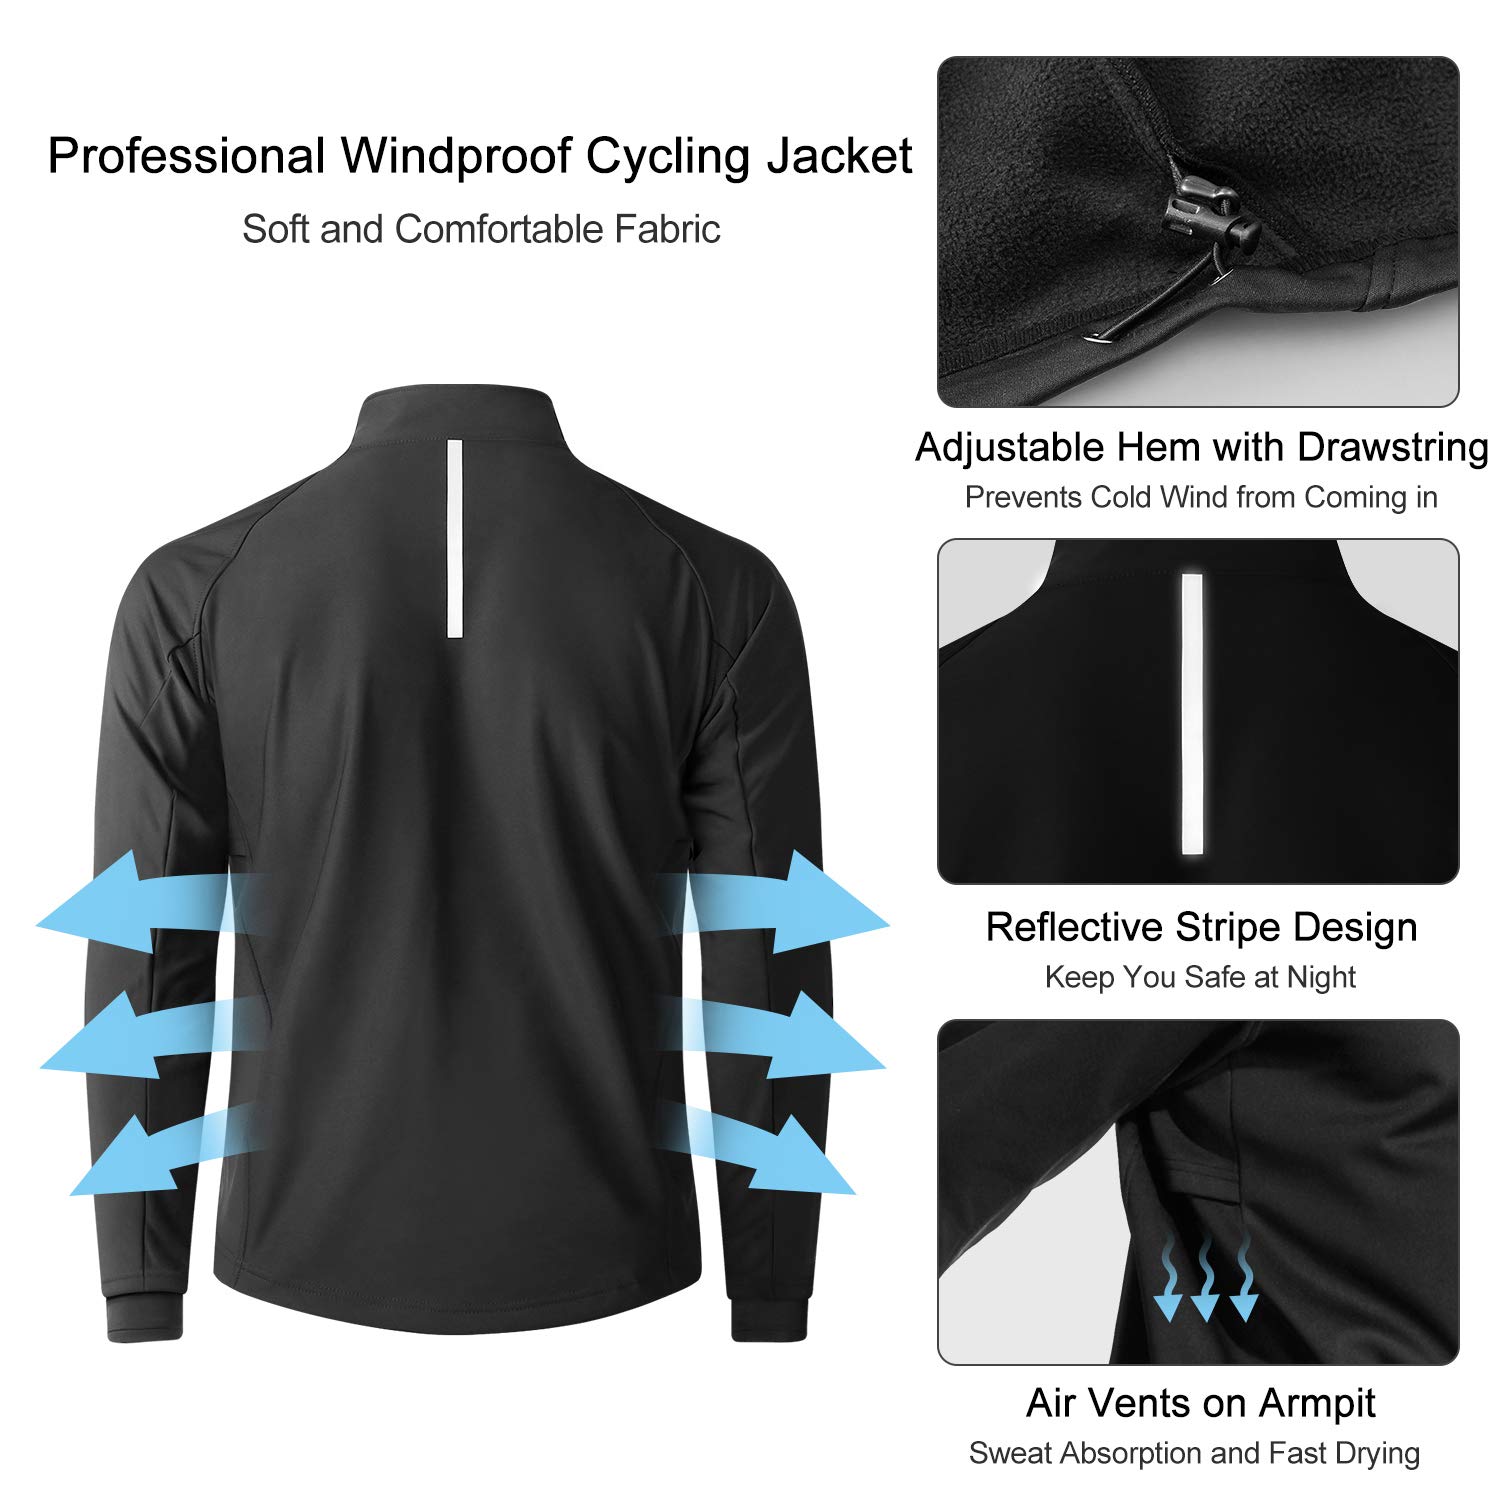 Professional Windproof Cycling Jacket
Soft and Comfortable Fabric
Adjustable Hem with Drawstring
Prevents Cold Wind from Coming in
Reflective Stripe Design
Keep You Safe at Night
Air Vents on Armpit
Sweat Absorption and Fast Drying